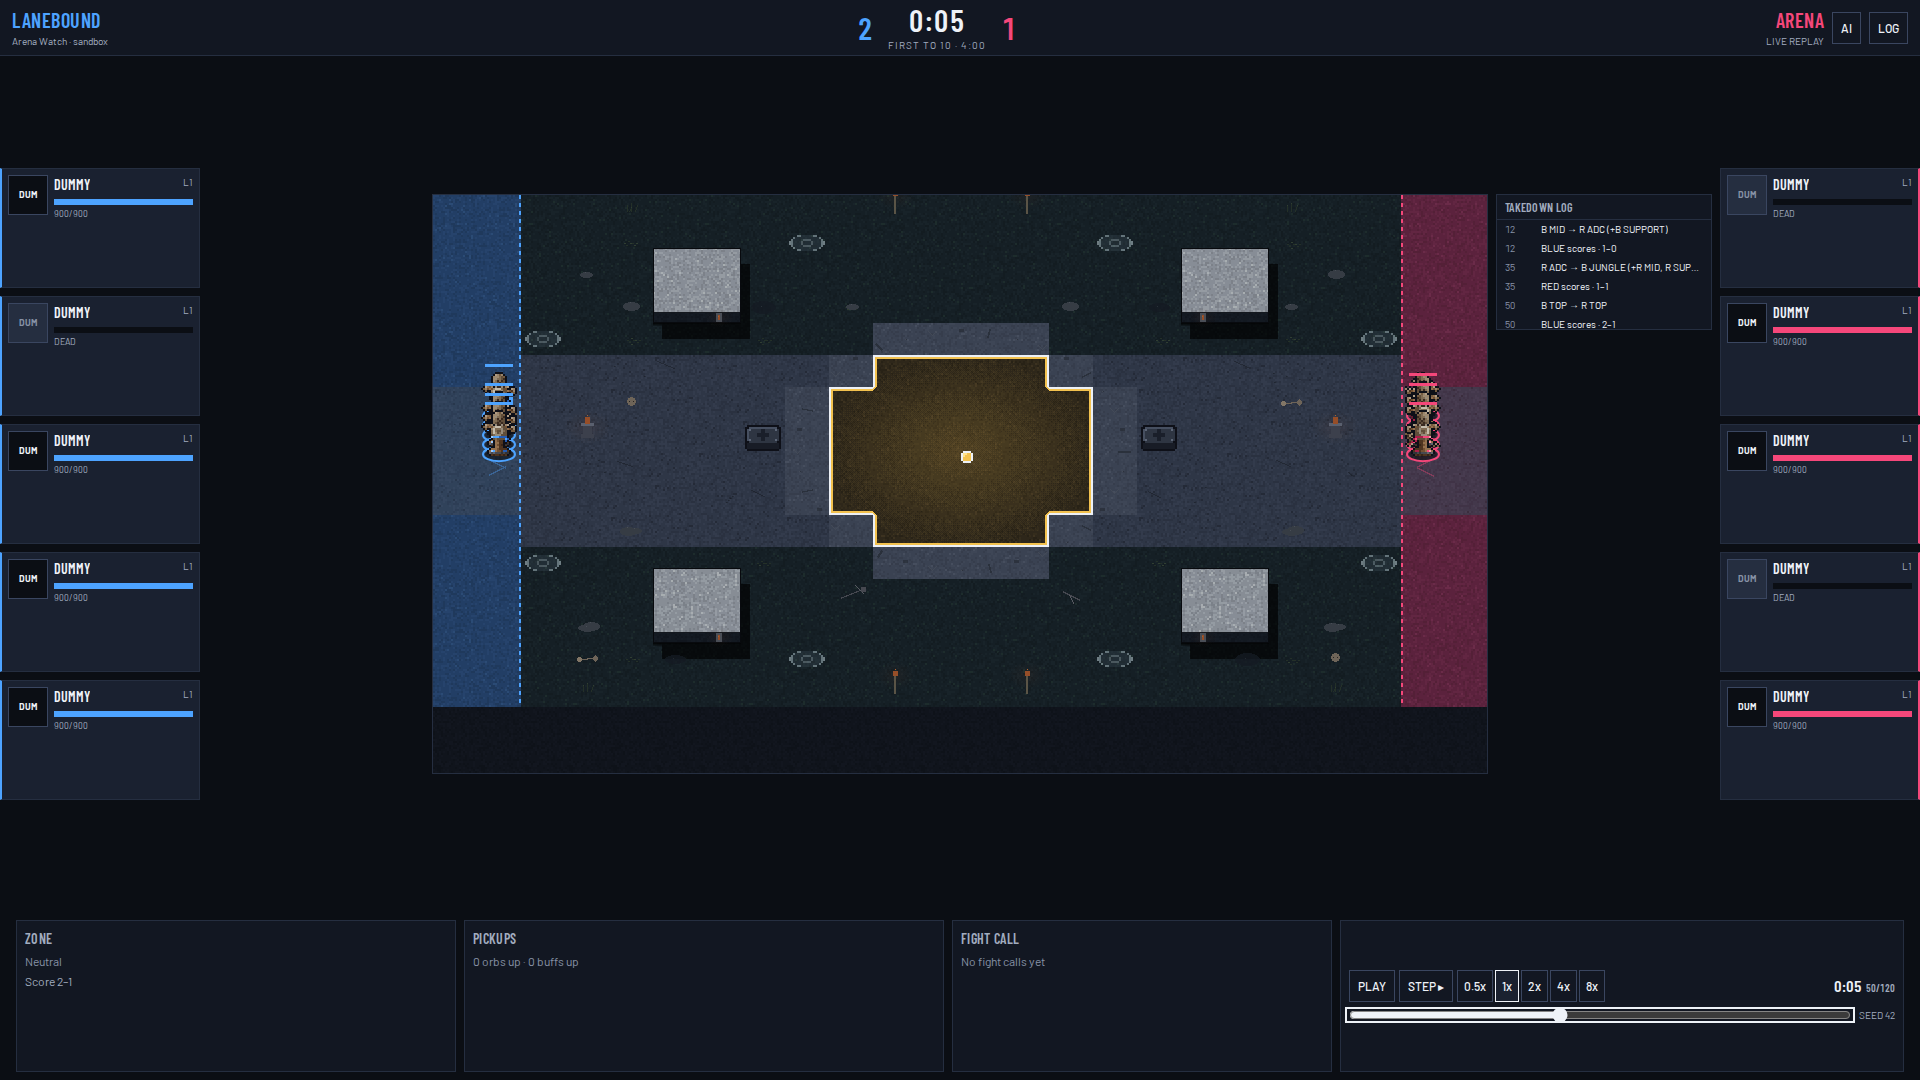 LANEBOUND
Arena Watch · sandbox
2
0:05
1
FIRST TO 10 · 4:00
ARENA
LIVE REPLAY
AI
LOG
DUM
DUMMY
L1
900/900
DUM
DUMMY
L1
DEAD
DUM
DUMMY
L1
900/900
DUM
DUMMY
L1
900/900
DUM
DUMMY
L1
900/900
TAKEDOWN LOG
12 B MID → R ADC (+B SUPPORT)
12 BLUE scores · 1–0
35 R ADC → B JUNGLE (+R MID, R SUP…
35 RED scores · 1–1
50 B TOP → R TOP
50 BLUE scores · 2–1
DUM
DUMMY
L1
DEAD
DUM
DUMMY
L1
900/900
DUM
DUMMY
L1
900/900
DUM
DUMMY
L1
DEAD
DUM
DUMMY
L1
900/900
ZONE
Neutral
Score 2–1
PICKUPS
0 orbs up · 0 buffs up
FIGHT CALL
No fight calls yet
PLAY STEP▸ 0.5x 1x 2x 4x 8x 0:05 50/120
SEED 42